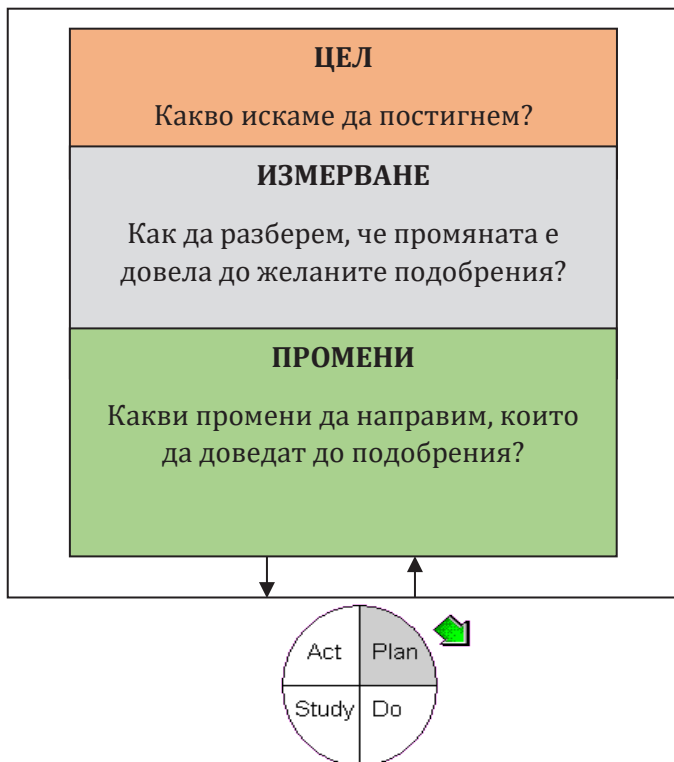 ЦЕЛ
Какво искаме да постигнем?
ИЗМЕРВАНЕ
Как да разберем, че промяната е
довела до желаните подобрения?
ПРОМЕНИ
Какви промени да направим, които
да доведат до подобрения?
Act Plan
Study Do